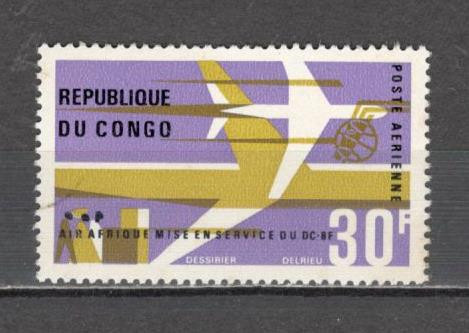 REPUBLIQUE
DU CONGO
POSTE AERIENNE
AIR AFRIQUE MISE EN SERVICE DU DC-8F
30F
DESSIRIER DELRIEU